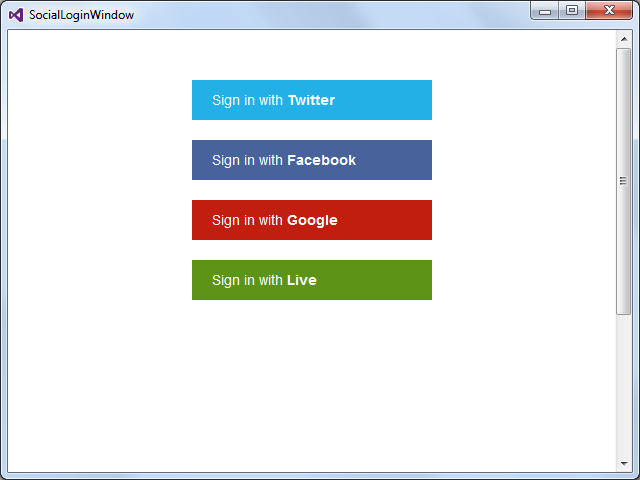 SocialLoginWindow
Sign in with Twitter
Sign in with Facebook
Sign in with Google
Sign in with Live